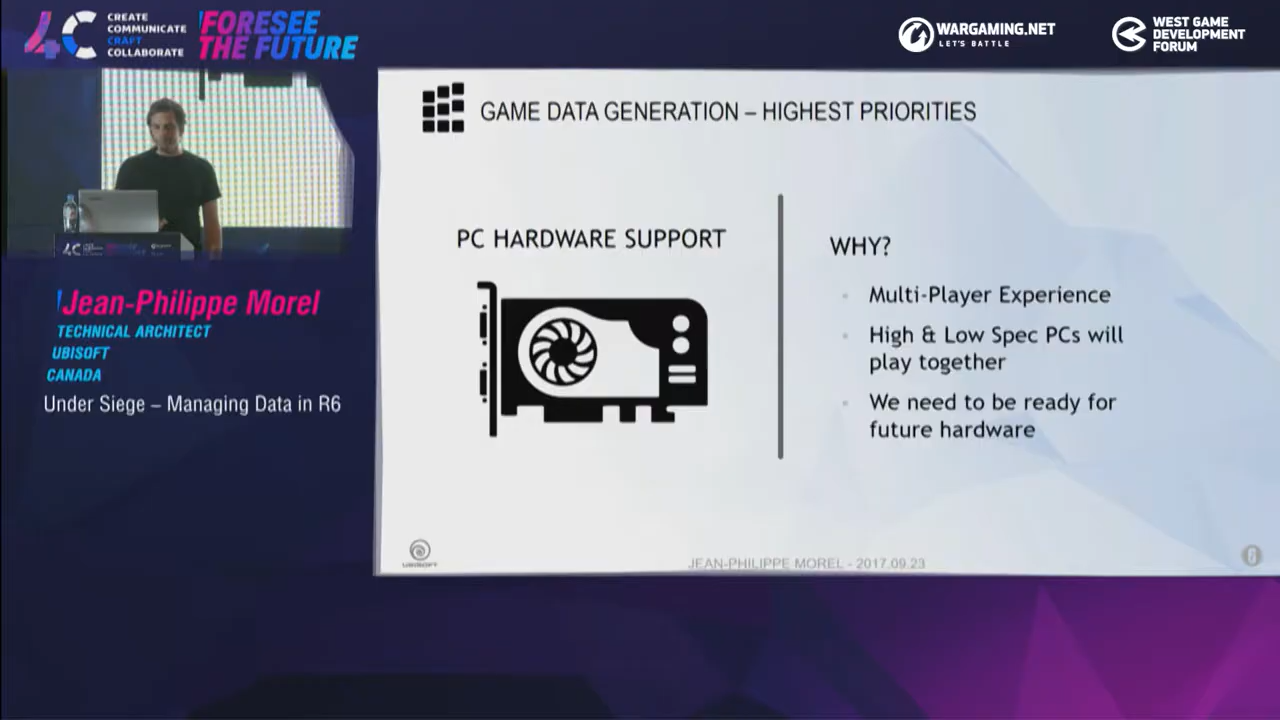 4C
CREATE
COMMUNICATE
CRAFT
COLLABORATE
FORESEE
THE FUTURE
WARGAMING.NET
LET'S BATTLE
WEST GAME
DEVELOPMENT
FORUM
GAME DATA GENERATION – HIGHEST PRIORITIES
PC HARDWARE SUPPORT
WHY?
Multi-Player Experience
High & Low Spec PCs will
play together
We need to be ready for
future hardware
4C
Jean-Philippe Morel
TECHNICAL ARCHITECT
UBISOFT
CANADA
Under Siege – Managing Data in R6
UBISOFT
JEAN-PHILIPPE MOREL - 2017.09.23
6